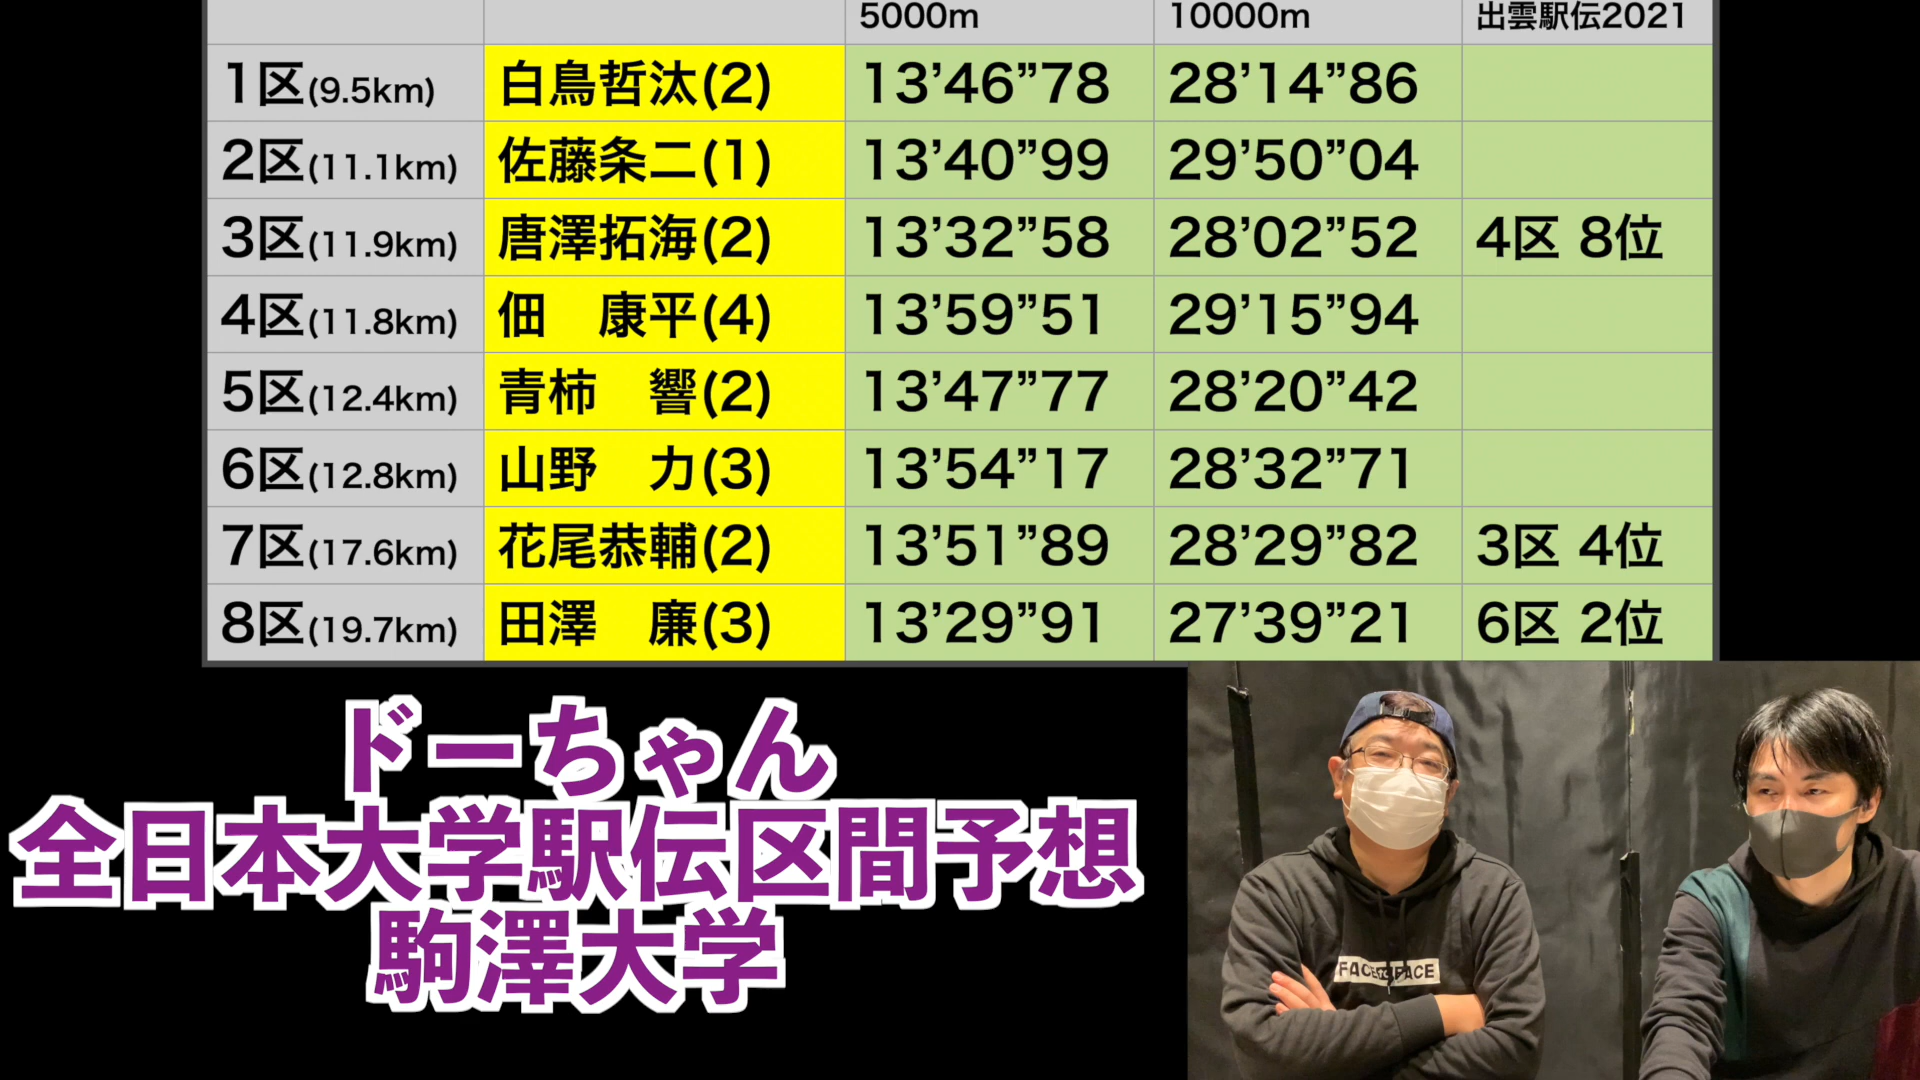 5000m 10000m 出雲駅伝2021
1区(9.5km) 白鳥哲汰(2) 13’46”78 28’14”86
2区(11.1km) 佐藤条二(1) 13’40”99 29’50”04
3区(11.9km) 唐澤拓海(2) 13’32”58 28’02”52 4区 8位
4区(11.8km) 佃　康平(4) 13’59”51 29’15”94
5区(12.4km) 青柿　響(2) 13’47”77 28’20”42
6区(12.8km) 山野　力(3) 13’54”17 28’32”71
7区(17.6km) 花尾恭輔(2) 13’51”89 28’29”82 3区 4位
8区(19.7km) 田澤　廉(3) 13’29”91 27’39”21 6区 2位
ドーちゃん
全日本大学駅伝区間予想
駒澤大学
FACE TO FACE